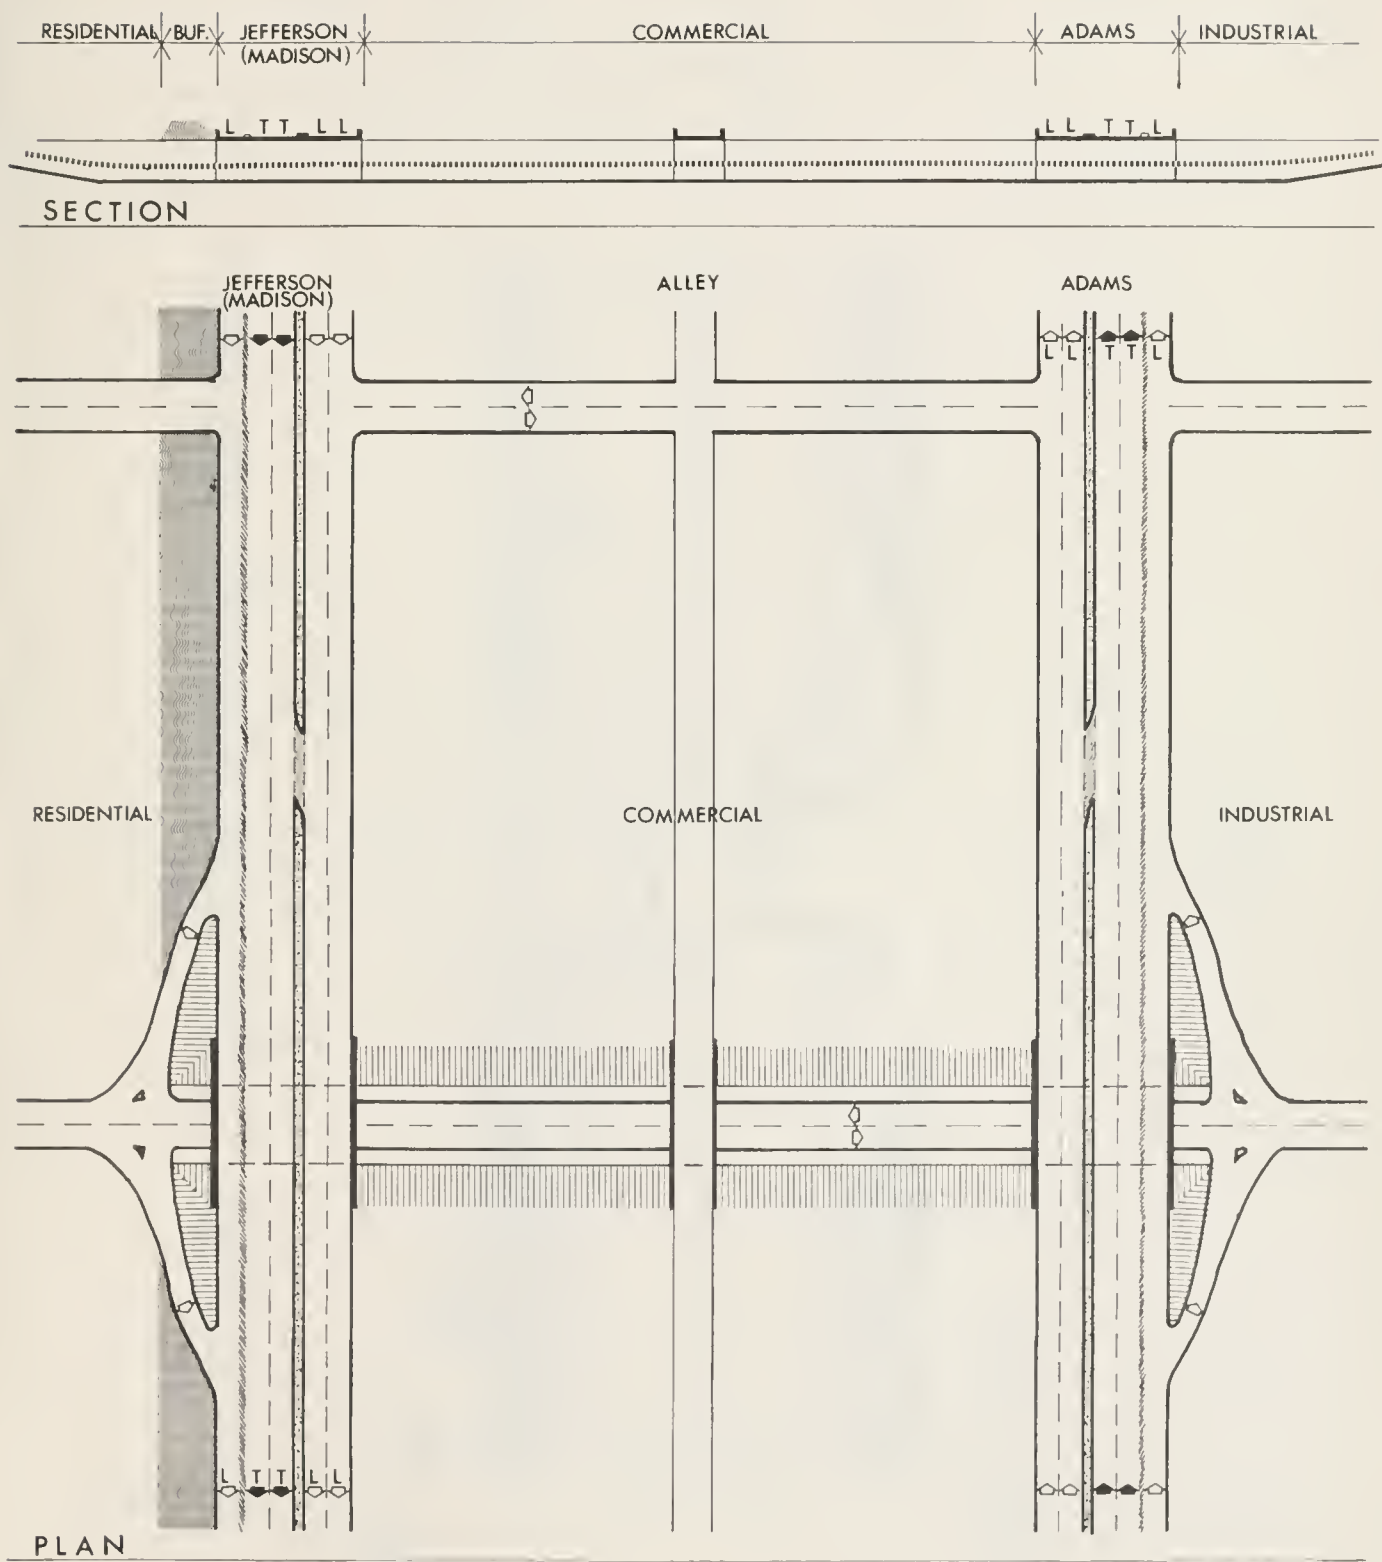 RESIDENTIAL BUF. JEFFERSON COMMERCIAL ADAMS INDUSTRIAL
(MADISON)
L T T L L L L T T L
SECTION
JEFFERSON ALLEY ADAMS
(MADISON)
L L T T L
RESIDENTIAL COMMERCIAL INDUSTRIAL
L T T L L
PLAN